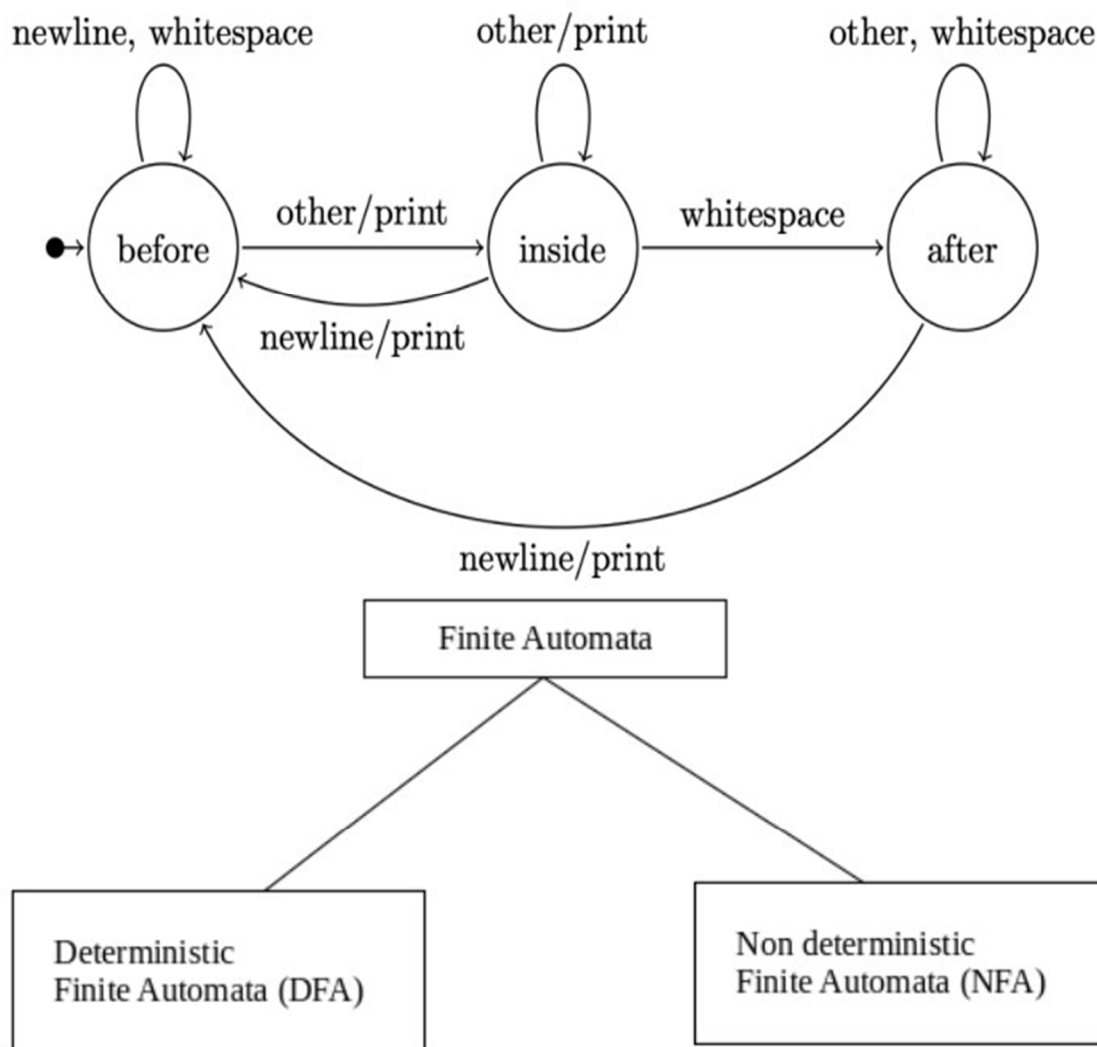 newline, whitespace
other/print
other, whitespace
other/print
whitespace
before
inside
after
newline/print
newline/print
Finite Automata
Deterministic
Finite Automata (DFA)
Non deterministic
Finite Automata (NFA)